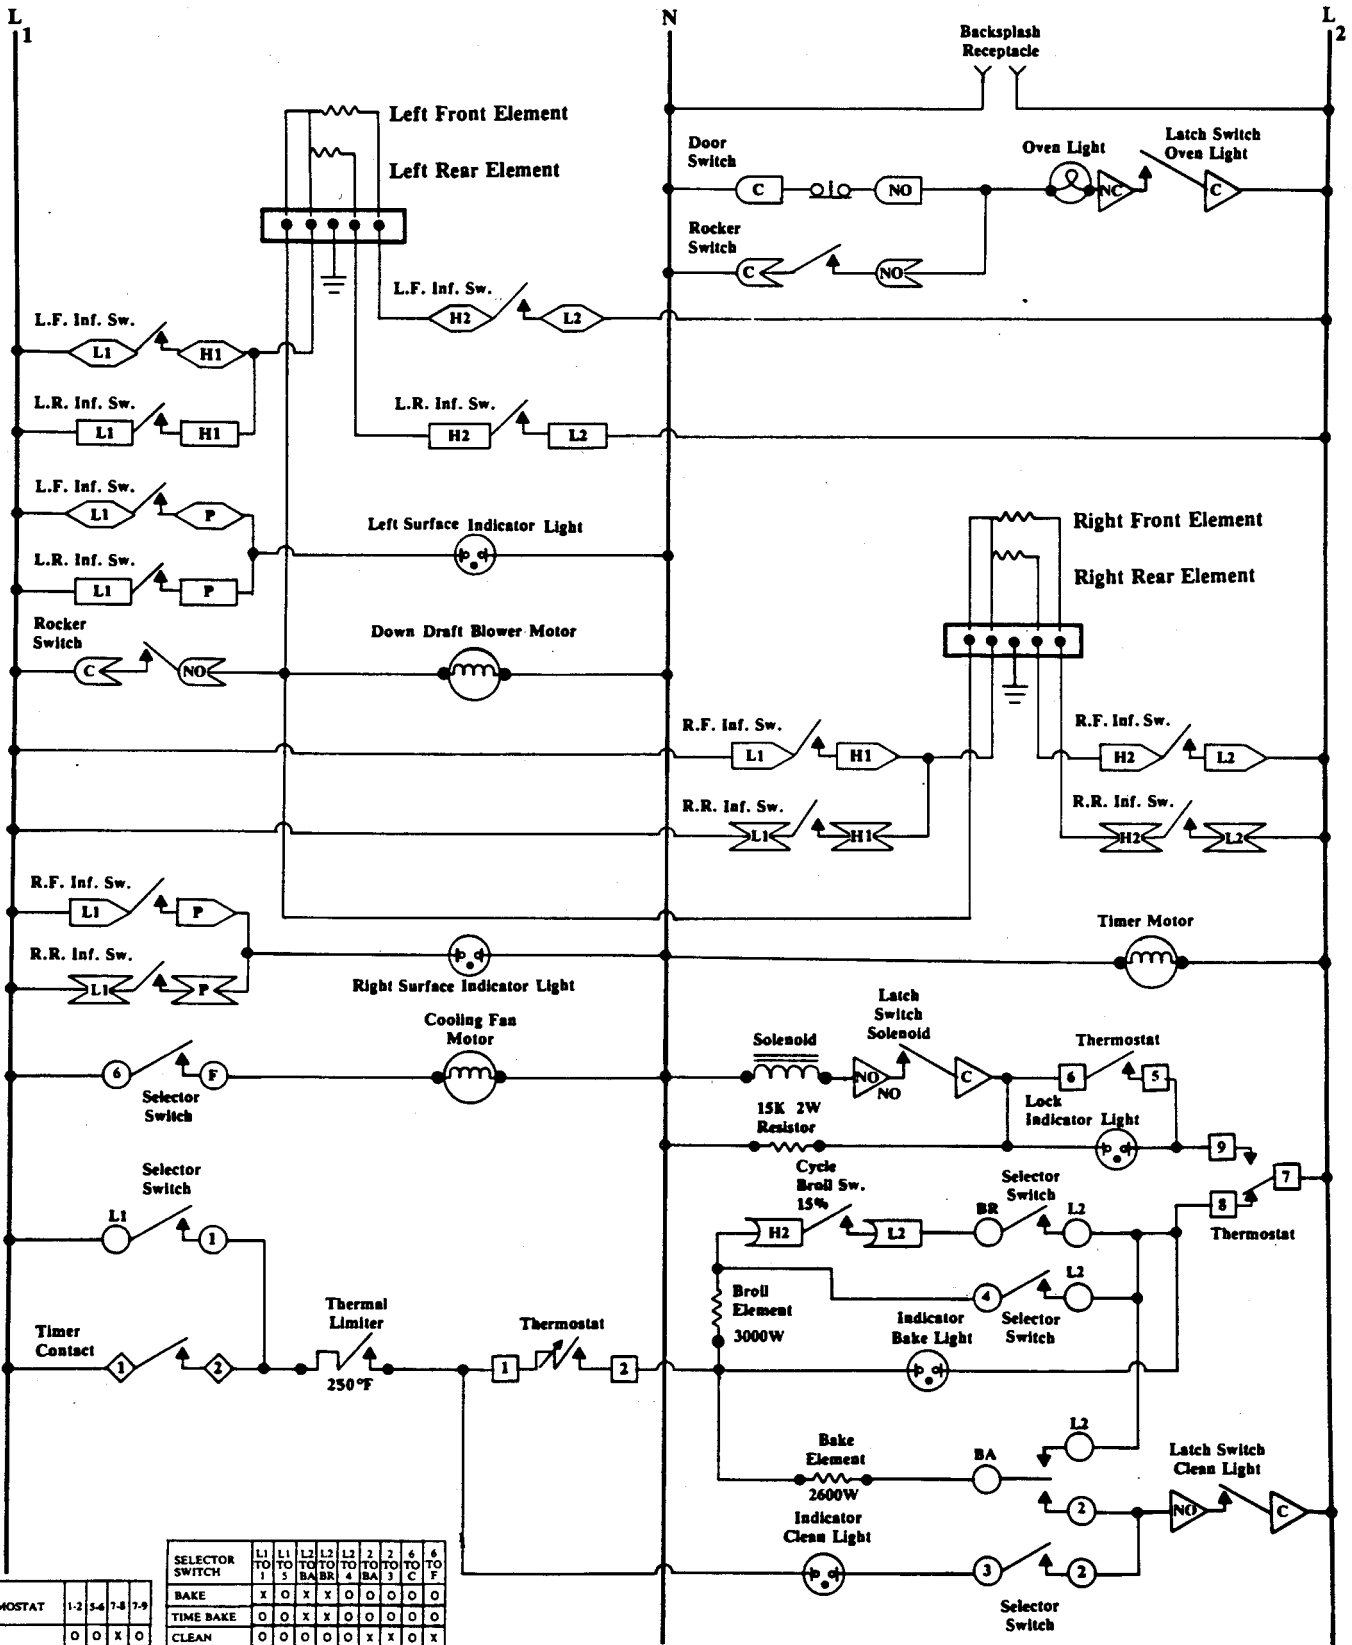 L
1
N
L
2
Backsplash
Receptacle
Left Front Element
Left Rear Element
Door
Switch
Oven Light
Latch Switch
Oven Light
C
NO
NC
C
Rocker
Switch
C
NO
L.F. Inf. Sw.
H2
L2
L.F. Inf. Sw.
L1
H1
L.R. Inf. Sw.
L1
H1
L.R. Inf. Sw.
H2
L2
L.F. Inf. Sw.
L1
P
Left Surface Indicator Light
L.R. Inf. Sw.
L1
P
Right Front Element
Right Rear Element
Rocker
Switch
C
NO
Down Draft Blower Motor
R.F. Inf. Sw.
L1
H1
R.F. Inf. Sw.
H2
L2
R.R. Inf. Sw.
L1
H1
R.R. Inf. Sw.
H2
L2
R.F. Inf. Sw.
L1
P
R.R. Inf. Sw.
L1
P
Right Surface Indicator Light
Timer Motor
Cooling Fan
Motor
6
F
Selector
Switch
Solenoid
Latch
Switch
Solenoid
NO
NO
C
Thermostat
6
5
15K 2W
Resistor
Lock
Indicator Light
9
7
8
Thermostat
Selector
Switch
L1
1
Cycle
Broil Sw.
15%
H2
L2
Selector
Switch
BR
L2
Broil
Element
3000W
4
L2
Selector
Switch
Indicator
Bake Light
Timer
Contact
1
2
Thermal
Limiter
250°F
Thermostat
1
2
L2
Bake
Element
2600W
BA
2
Latch Switch
Clean Light
NO
C
Indicator
Clean Light
3
2
Selector
Switch
SELECTOR SWITCH L1 TO 1 L1 TO 5 L2 TO BA L2 TO BR L2 TO 4 2 TO BA 2 TO 3 6 TO C 6 TO F
BAKE X O X X O O O O O
TIME BAKE O O X X O O O O O
CLEAN O O O O O X X O X
MOSTAT 1-2 5-6 7-8 7-9
O O X O